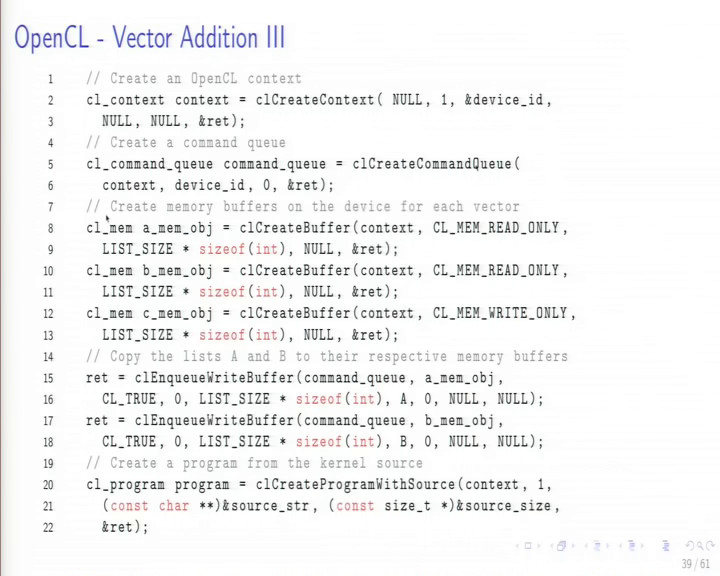 OpenCL - Vector Addition III
1 // Create an OpenCL context
2 cl_context context = clCreateContext( NULL, 1, &device_id,
3 NULL, NULL, &ret);
4 // Create a command queue
5 cl_command_queue command_queue = clCreateCommandQueue(
6 context, device_id, 0, &ret);
7 // Create memory buffers on the device for each vector
8 cl_mem a_mem_obj = clCreateBuffer(context, CL_MEM_READ_ONLY,
9 LIST_SIZE * sizeof(int), NULL, &ret);
10 cl_mem b_mem_obj = clCreateBuffer(context, CL_MEM_READ_ONLY,
11 LIST_SIZE * sizeof(int), NULL, &ret);
12 cl_mem c_mem_obj = clCreateBuffer(context, CL_MEM_WRITE_ONLY,
13 LIST_SIZE * sizeof(int), NULL, &ret);
14 // Copy the lists A and B to their respective memory buffers
15 ret = clEnqueueWriteBuffer(command_queue, a_mem_obj,
16 CL_TRUE, 0, LIST_SIZE * sizeof(int), A, 0, NULL, NULL);
17 ret = clEnqueueWriteBuffer(command_queue, b_mem_obj,
18 CL_TRUE, 0, LIST_SIZE * sizeof(int), B, 0, NULL, NULL);
19 // Create a program from the kernel source
20 cl_program program = clCreateProgramWithSource(context, 1,
21 (const char **)&source_str, (const size_t *)&source_size,
22 &ret);
39 / 61